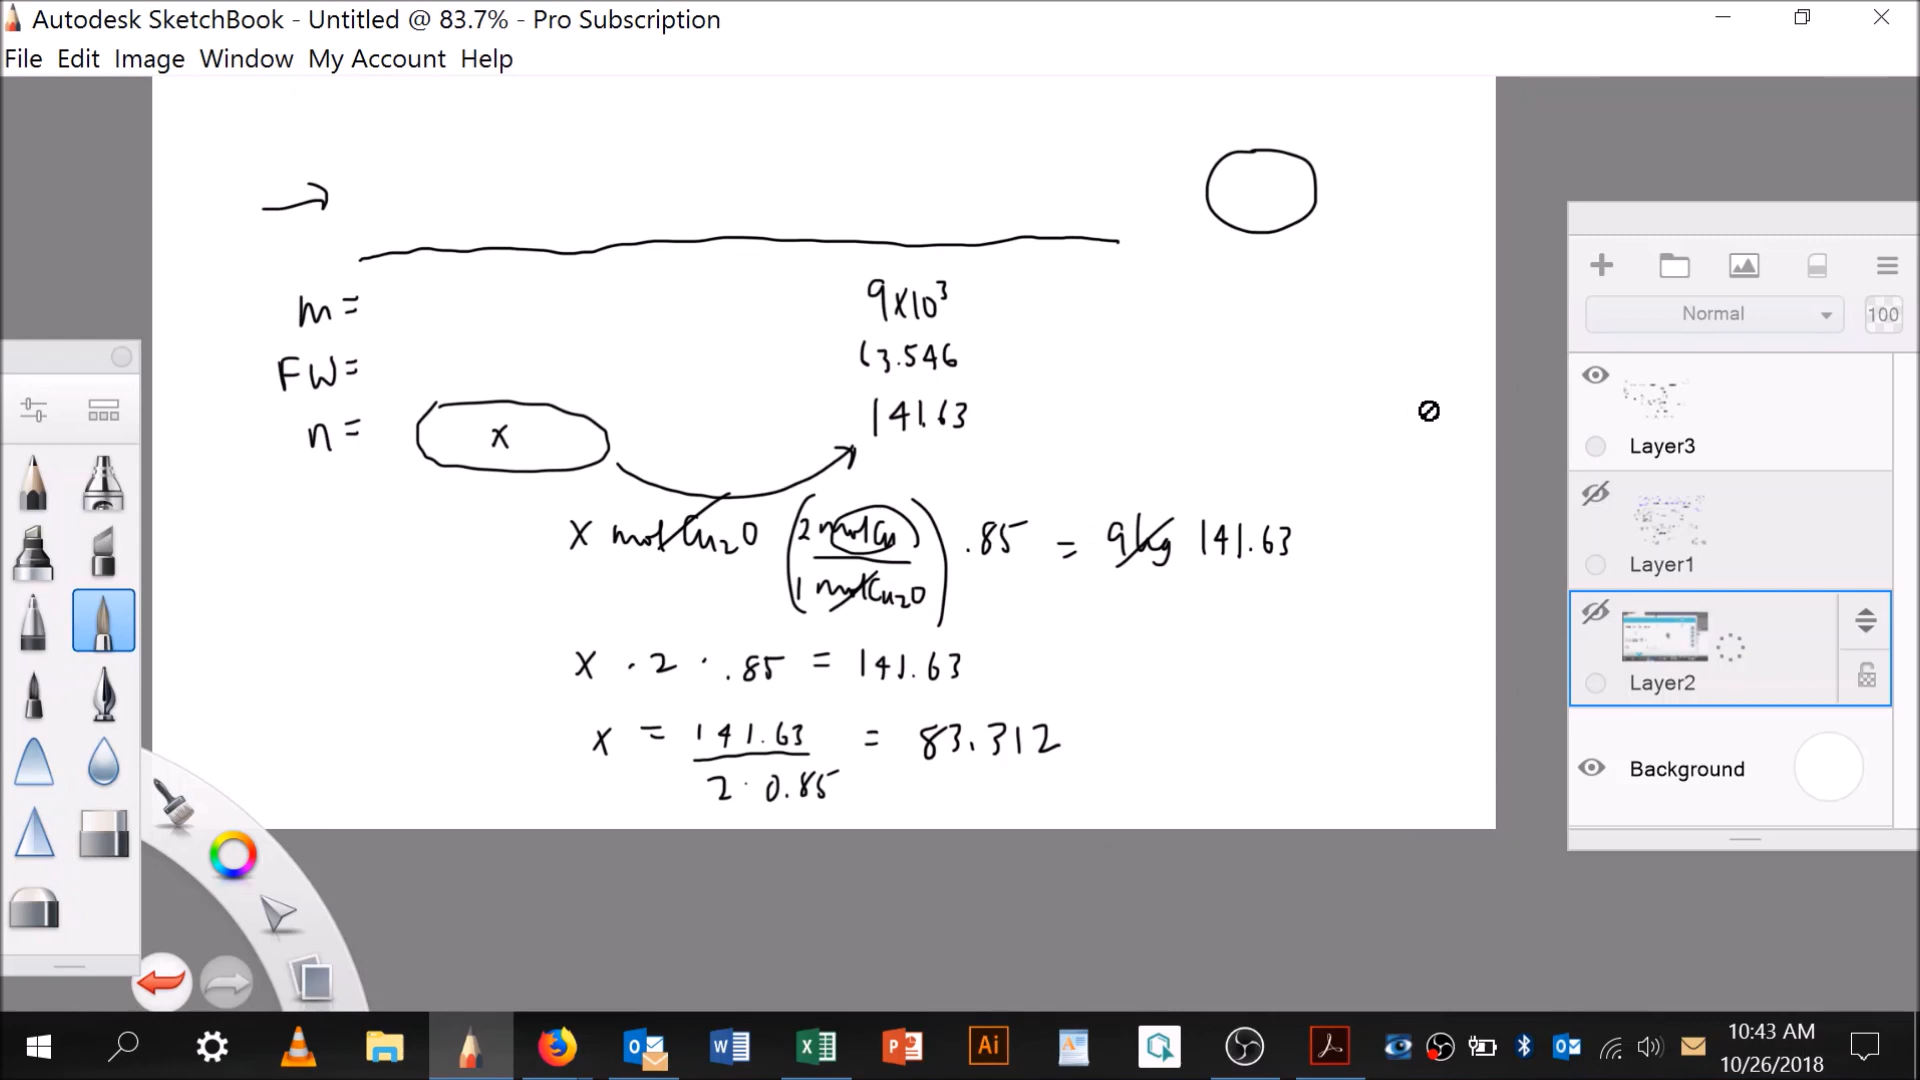 Autodesk SketchBook - Untitled @ 83.7% - Pro Subscription
File Edit Image Window My Account Help
m= 9x10³
FW= 63.546
n= x 141.63
x mol Cu₂O (2 mol Cu / 1 mol Cu₂O) .85 = 9kg 141.63
x · 2 · .85 = 141.63
x = 141.63 / 2·0.85 = 83.312
Normal 100
Layer3
Layer1
Layer2
Background
10:43 AM
10/26/2018